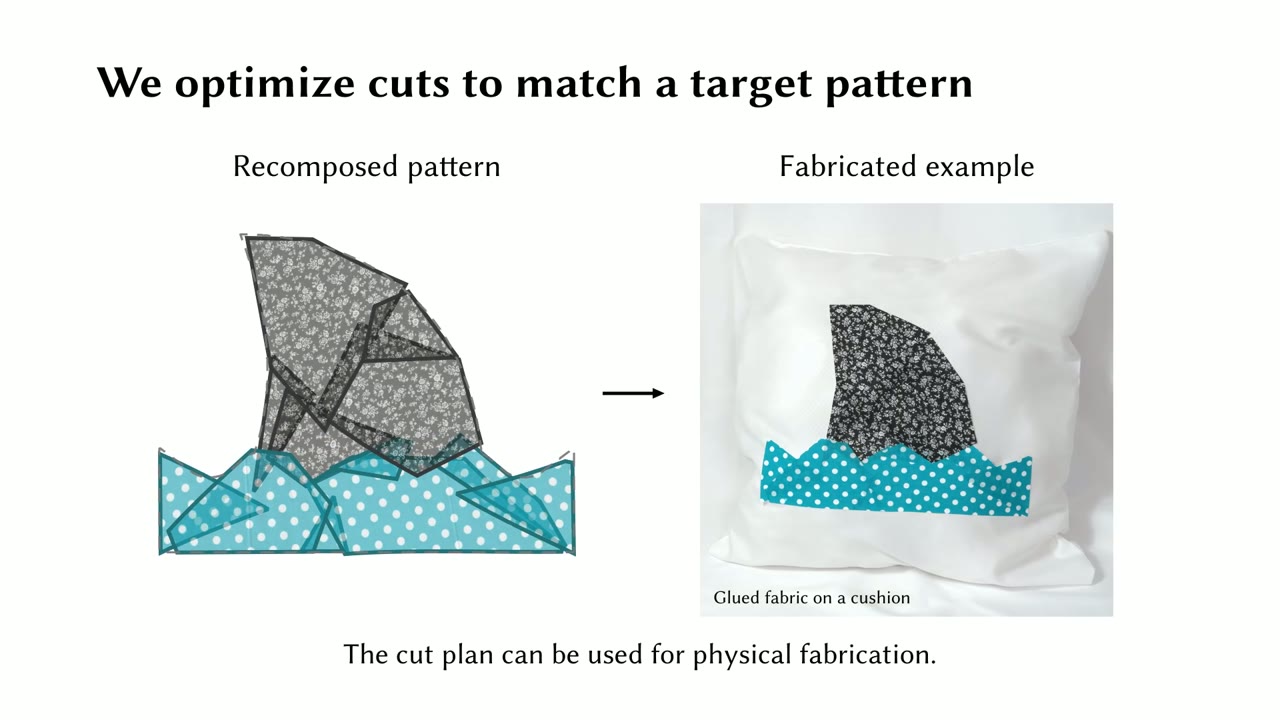 We optimize cuts to match a target pattern
Recomposed pattern
Fabricated example
Glued fabric on a cushion
The cut plan can be used for physical fabrication.